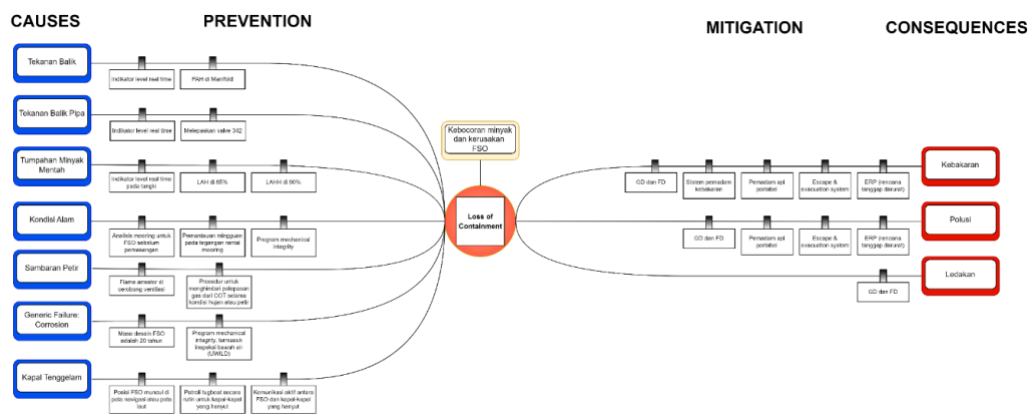 CAUSES
PREVENTION
MITIGATION
CONSEQUENCES
Tekanan Balik
Indikator level real time
PAH di Manifold
Tekanan Balik Pipa
Indikator level real time
Melepaskan valve 342
Tumpahan Minyak
Mentah
Indikator level real time
pada tangki
LAH di 85%
LAHH di 90%
Kondisi Alam
Analisis mooring untuk
FSO sebelum
pemasangan
Pemantauan mingguan
pada tegangan rantai
mooring
Program mechanical
integrity
Sambaran Petir
Flame arrestor di
cerobong ventilasi
Prosedur untuk
menghindari pelepasan
gas dari COT selama
kondisi hujan atau petir
Generic Failure:
Corrosion
Masa desain FSO
adalah 20 tahun
Program mechanical
integrity, termasuk
inspeksi bawah air
(UWILD)
Kapal Tenggelam
Posisi FSO muncul di
peta navigasi atau peta
laut
Patroli tugboat secara
rutin untuk kapal-kapal
yang hanyut
Komunikasi aktif antara
FSO dan kapal-kapal
yang hanyut
Kebocoran minyak
dan kerusakan
FSO
Loss of
Containment
GD dan FD
Sistem pemadam
kebakaran
Pemadam api
portabel
Escape &
evacuation system
ERP (rencana
tanggap darurat)
Kebakaran
GD dan FD
Pemadam api
portabel
Escape &
evacuation system
ERP (rencana
tanggap darurat)
Polusi
GD dan FD
Ledakan